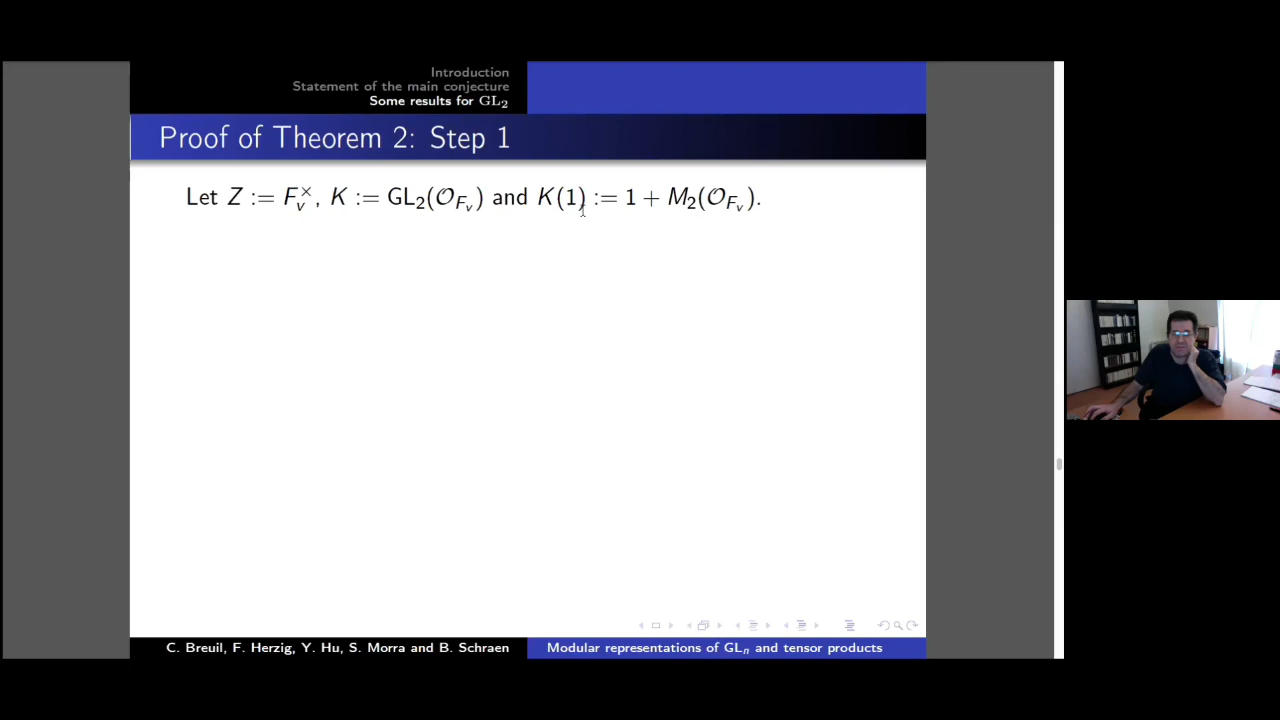 Introduction
Statement of the main conjecture
Some results for GL₂
Proof of Theorem 2: Step 1
Let Z := F_v^×, K := GL₂(𝒪_{F_v}) and K(1) := 1 + M₂(𝒪_{F_v}).
C. Breuil, F. Herzig, Y. Hu, S. Morra and B. Schraen
Modular representations of GLₙ and tensor products